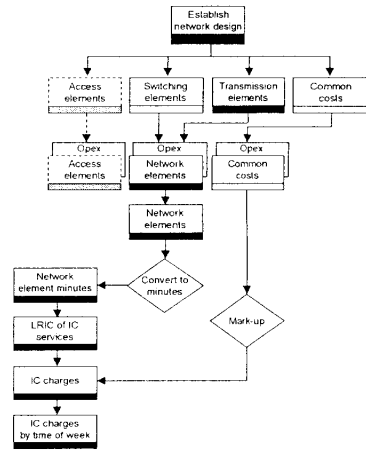 Establish
network design
Access
elements
Switching
elements
Transmission
elements
Common
costs
Opex
Access
elements
Opex
Network
elements
Opex
Common
costs
Network
elements
Convert to
minutes
Network
element minutes
Mark-up
LRIC of IC
services
IC charges
IC charges
by time of week